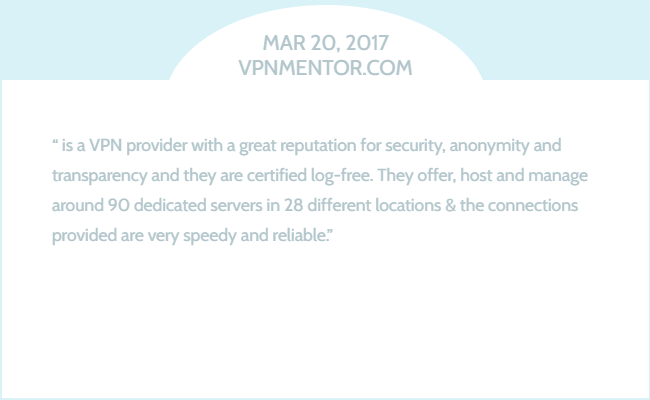 MAR 20, 2017
VPNMENTOR.COM
“ is a VPN provider with a great reputation for security, anonymity and
transparency and they are certified log-free. They offer, host and manage
around 90 dedicated servers in 28 different locations & the connections
provided are very speedy and reliable.”